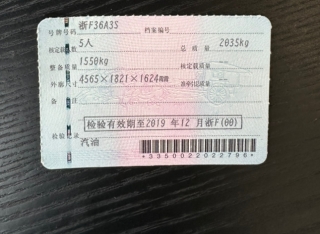 号牌号码 浙F36A3S 档案编号
核定载人数 5人 总质量 2035kg
整备质量 1550kg 核定载质量 --
外廓尺寸 4565×1821×1624mm 准牵引总质量 --
检验有效期至2019 年12 月浙F(00)
检验记录
汽油
*3350022022796*